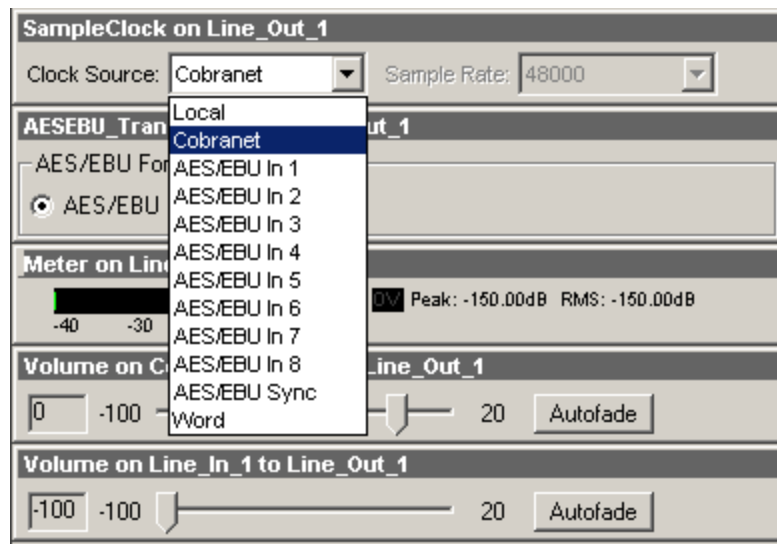 SampleClock on Line_Out_1
Clock Source: Cobranet Sample Rate: 48000
Local
Cobranet
AES/EBU In 1
AES/EBU In 2
AES/EBU In 3
AES/EBU In 4
AES/EBU In 5
AES/EBU In 6
AES/EBU In 7
AES/EBU In 8
AES/EBU Sync
Word
AESEBU_Tran ut_1
AES/EBU For
AES/EBU
Meter on Lin
-40 -30 Peak: -150.00dB RMS: -150.00dB
Volume on C Line_Out_1
0 -100 20 Autofade
Volume on Line_In_1 to Line_Out_1
-100 -100 20 Autofade